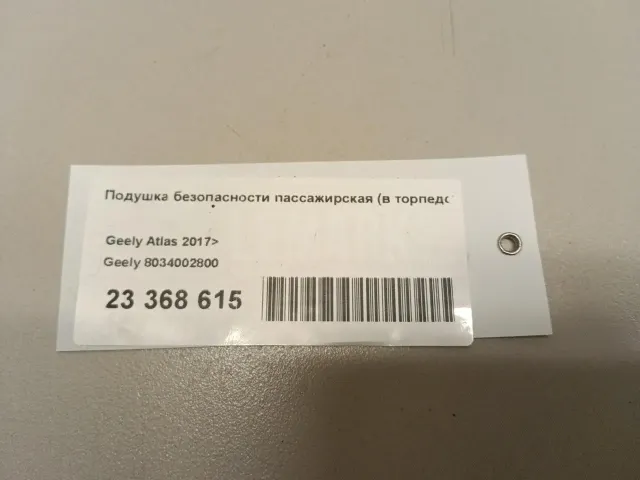 Подушка безопасности пассажирская (в торпедо
Geely Atlas 2017>
Geely 8034002800
23 368 615